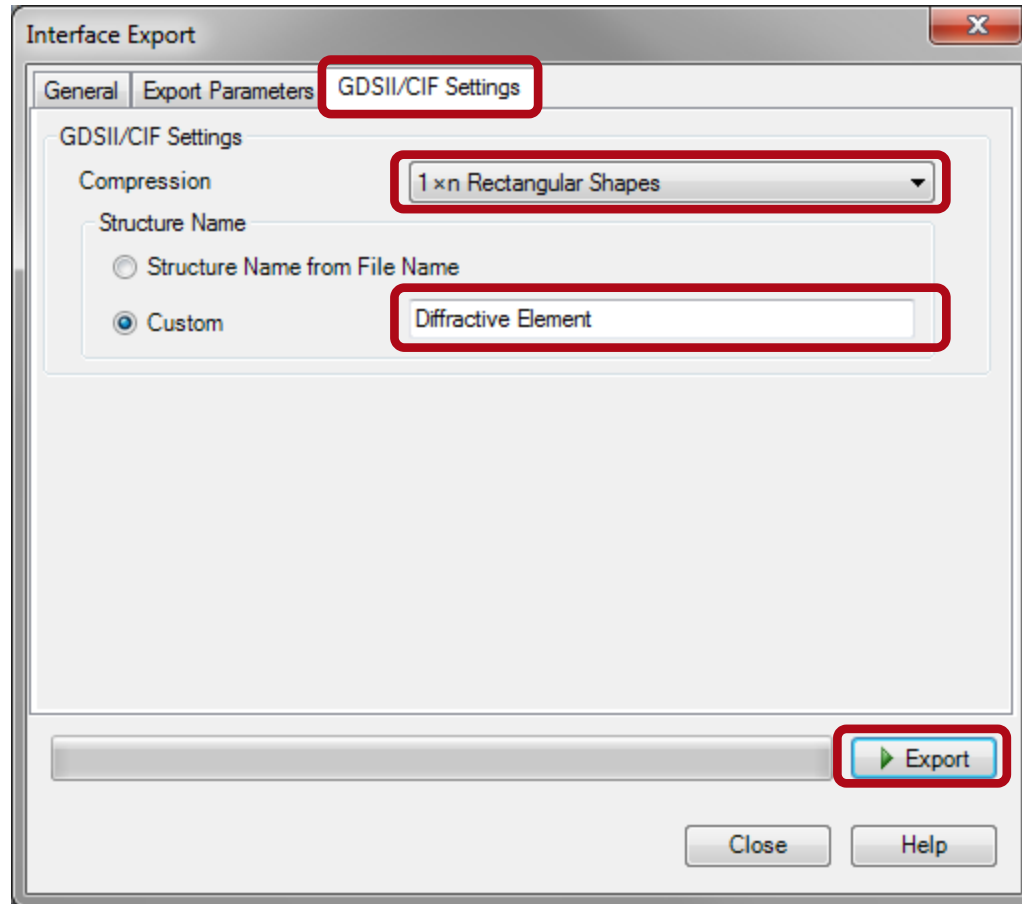 Interface Export
General
Export Parameters
GDSII/CIF Settings
GDSII/CIF Settings
Compression
1×n Rectangular Shapes
Structure Name
Structure Name from File Name
Custom
Diffractive Element
Export
Close
Help